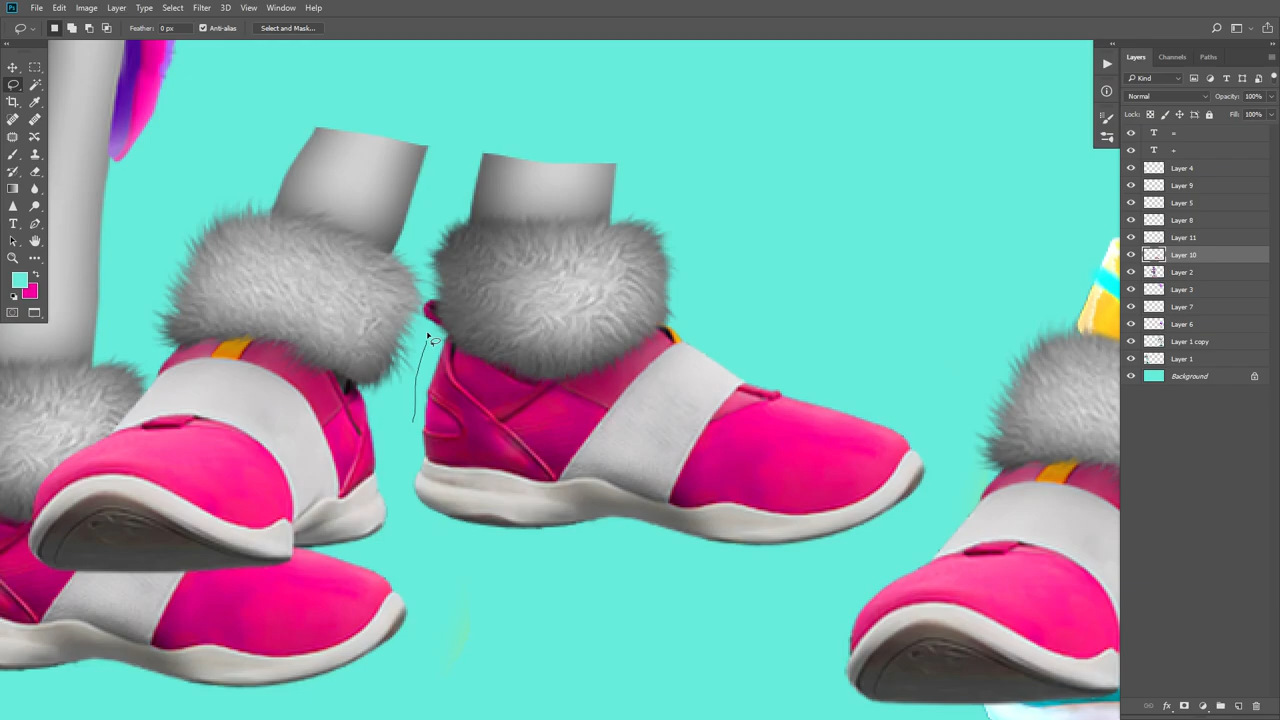 Ps File Edit Image Layer Type Select Filter 3D View Window Help
Feather: 0 px Anti-alias Select and Mask...
Layers Channels Paths
Kind
Normal Opacity: 100%
Lock: Fill: 100%
T =
T +
Layer 4
Layer 9
Layer 5
Layer 8
Layer 11
Layer 10
Layer 2
Layer 3
Layer 7
Layer 6
Layer 1 copy
Layer 1
Background
fx